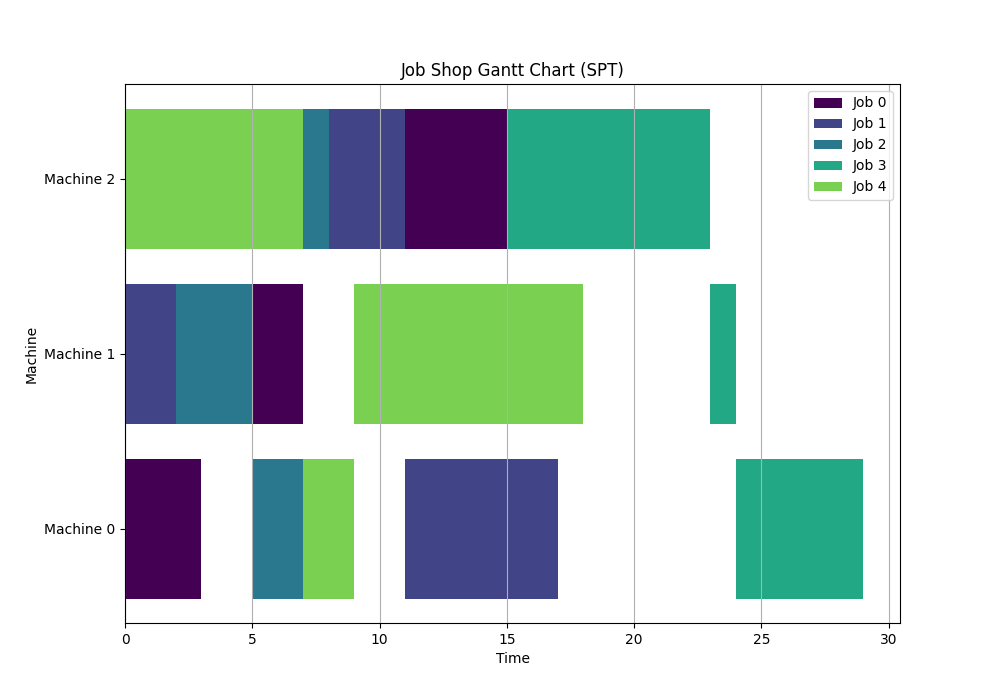 Job Shop Gantt Chart (SPT)
Job 0
Job 1
Job 2
Job 3
Job 4
Machine 2
Machine 1
Machine 0
Machine
0 5 10 15 20 25 30
Time